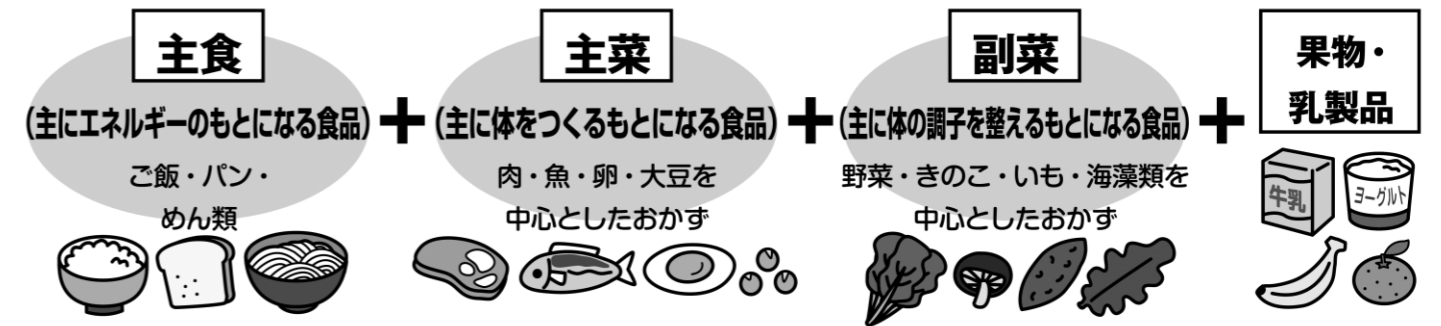 主食
(主にエネルギーのもとになる食品)
ご飯・パン・
めん類
+
主菜
(主に体をつくるもとになる食品)
肉・魚・卵・大豆を
中心としたおかず
+
副菜
(主に体の調子を整えるもとになる食品)
野菜・きのこ・いも・海藻類を
中心としたおかず
+
果物・
乳製品
牛乳
ヨーグルト